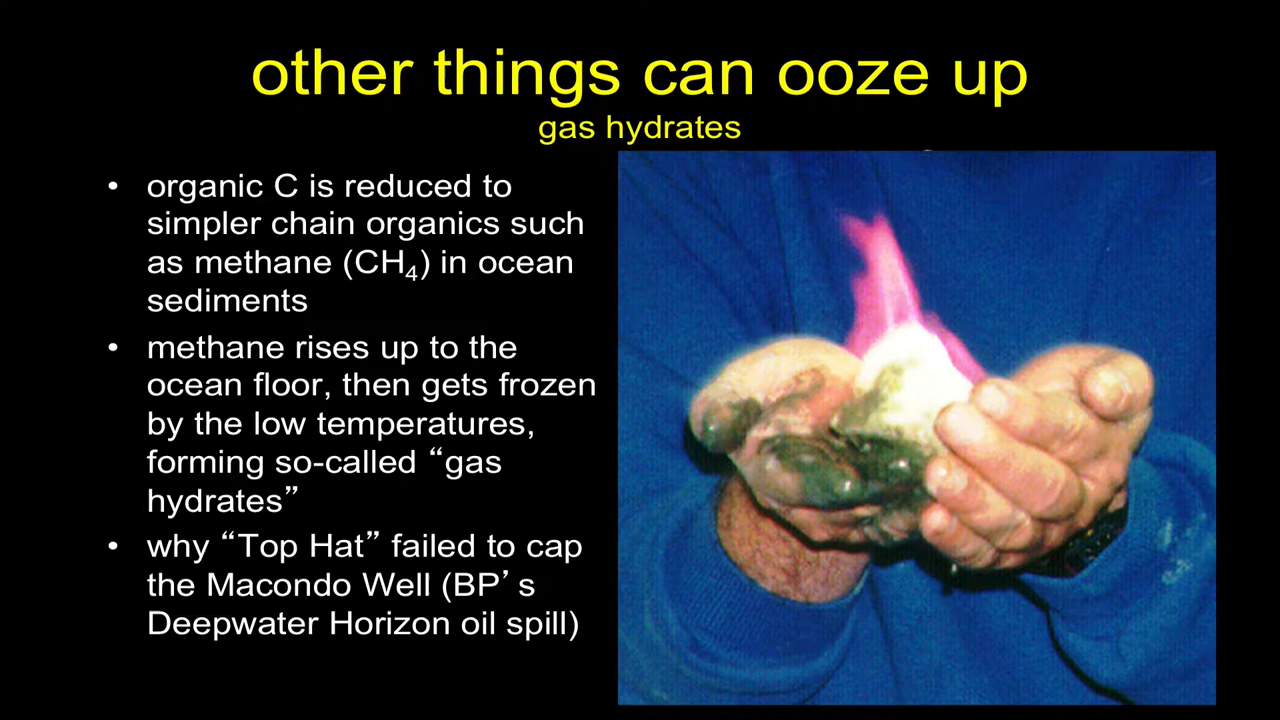 other things can ooze up
gas hydrates
• organic C is reduced to
simpler chain organics such
as methane (CH₄) in ocean
sediments
• methane rises up to the
ocean floor, then gets frozen
by the low temperatures,
forming so-called “gas
hydrates”
• why “Top Hat” failed to cap
the Macondo Well (BP’s
Deepwater Horizon oil spill)